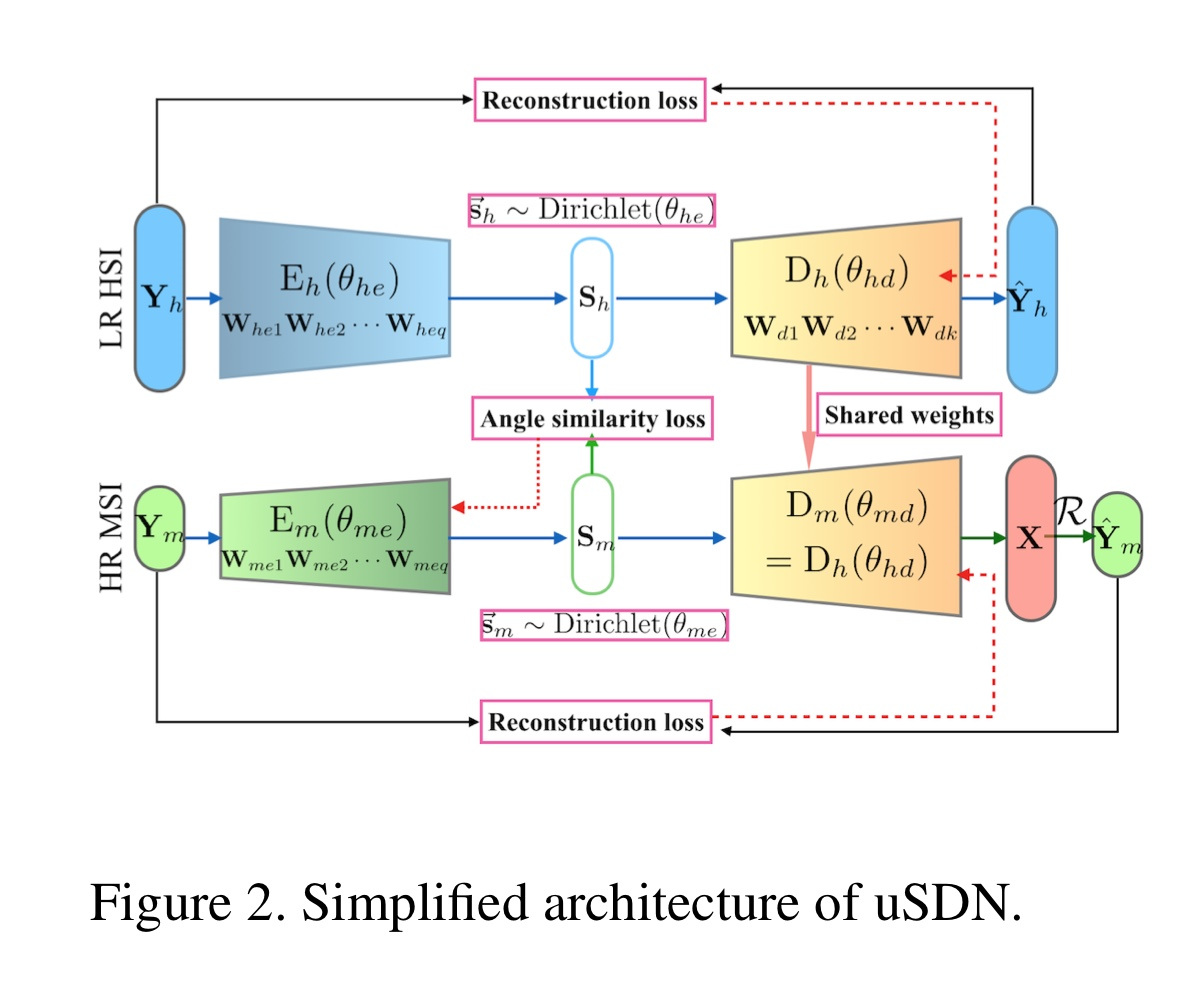 Reconstruction loss
s⃗_h ∼ Dirichlet(θ_he)
LR HSI
Y_h
E_h(θ_he)
W_he1 W_he2 ⋯ W_heq
S_h
D_h(θ_hd)
W_d1 W_d2 ⋯ W_dk
Ŷ_h
Angle similarity loss
Shared weights
HR MSI
Y_m
E_m(θ_me)
W_me1 W_me2 ⋯ W_meq
S_m
D_m(θ_md)
= D_h(θ_hd)
X
ℛ
Ŷ_m
s⃗_m ∼ Dirichlet(θ_me)
Reconstruction loss
Figure 2. Simplified architecture of uSDN.